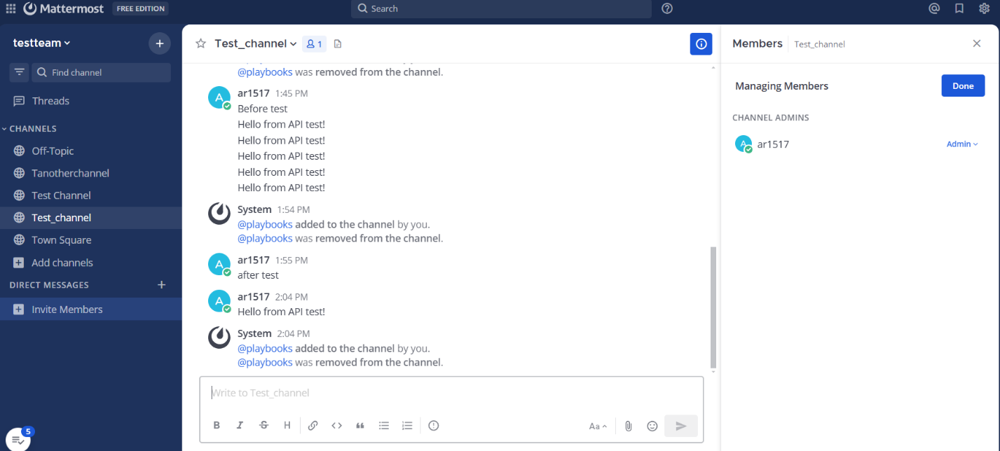 Mattermost FREE EDITION
Search
testteam
Find channel
Threads
CHANNELS
Off-Topic
Tanotherchannel
Test Channel
Test_channel
Town Square
Add channels
DIRECT MESSAGES
Invite Members
5
Test_channel 1
@playbooks was removed from the channel.
A
ar1517 1:45 PM
Before test
Hello from API test!
Hello from API test!
Hello from API test!
Hello from API test!
Hello from API test!
System 1:54 PM
@playbooks added to the channel by you.
@playbooks was removed from the channel.
A
ar1517 1:55 PM
after test
A
ar1517 2:04 PM
Hello from API test!
System 2:04 PM
@playbooks added to the channel by you.
@playbooks was removed from the channel.
Write to Test_channel
B I S H Aa
Members Test_channel
Managing Members Done
CHANNEL ADMINS
A ar1517 Admin